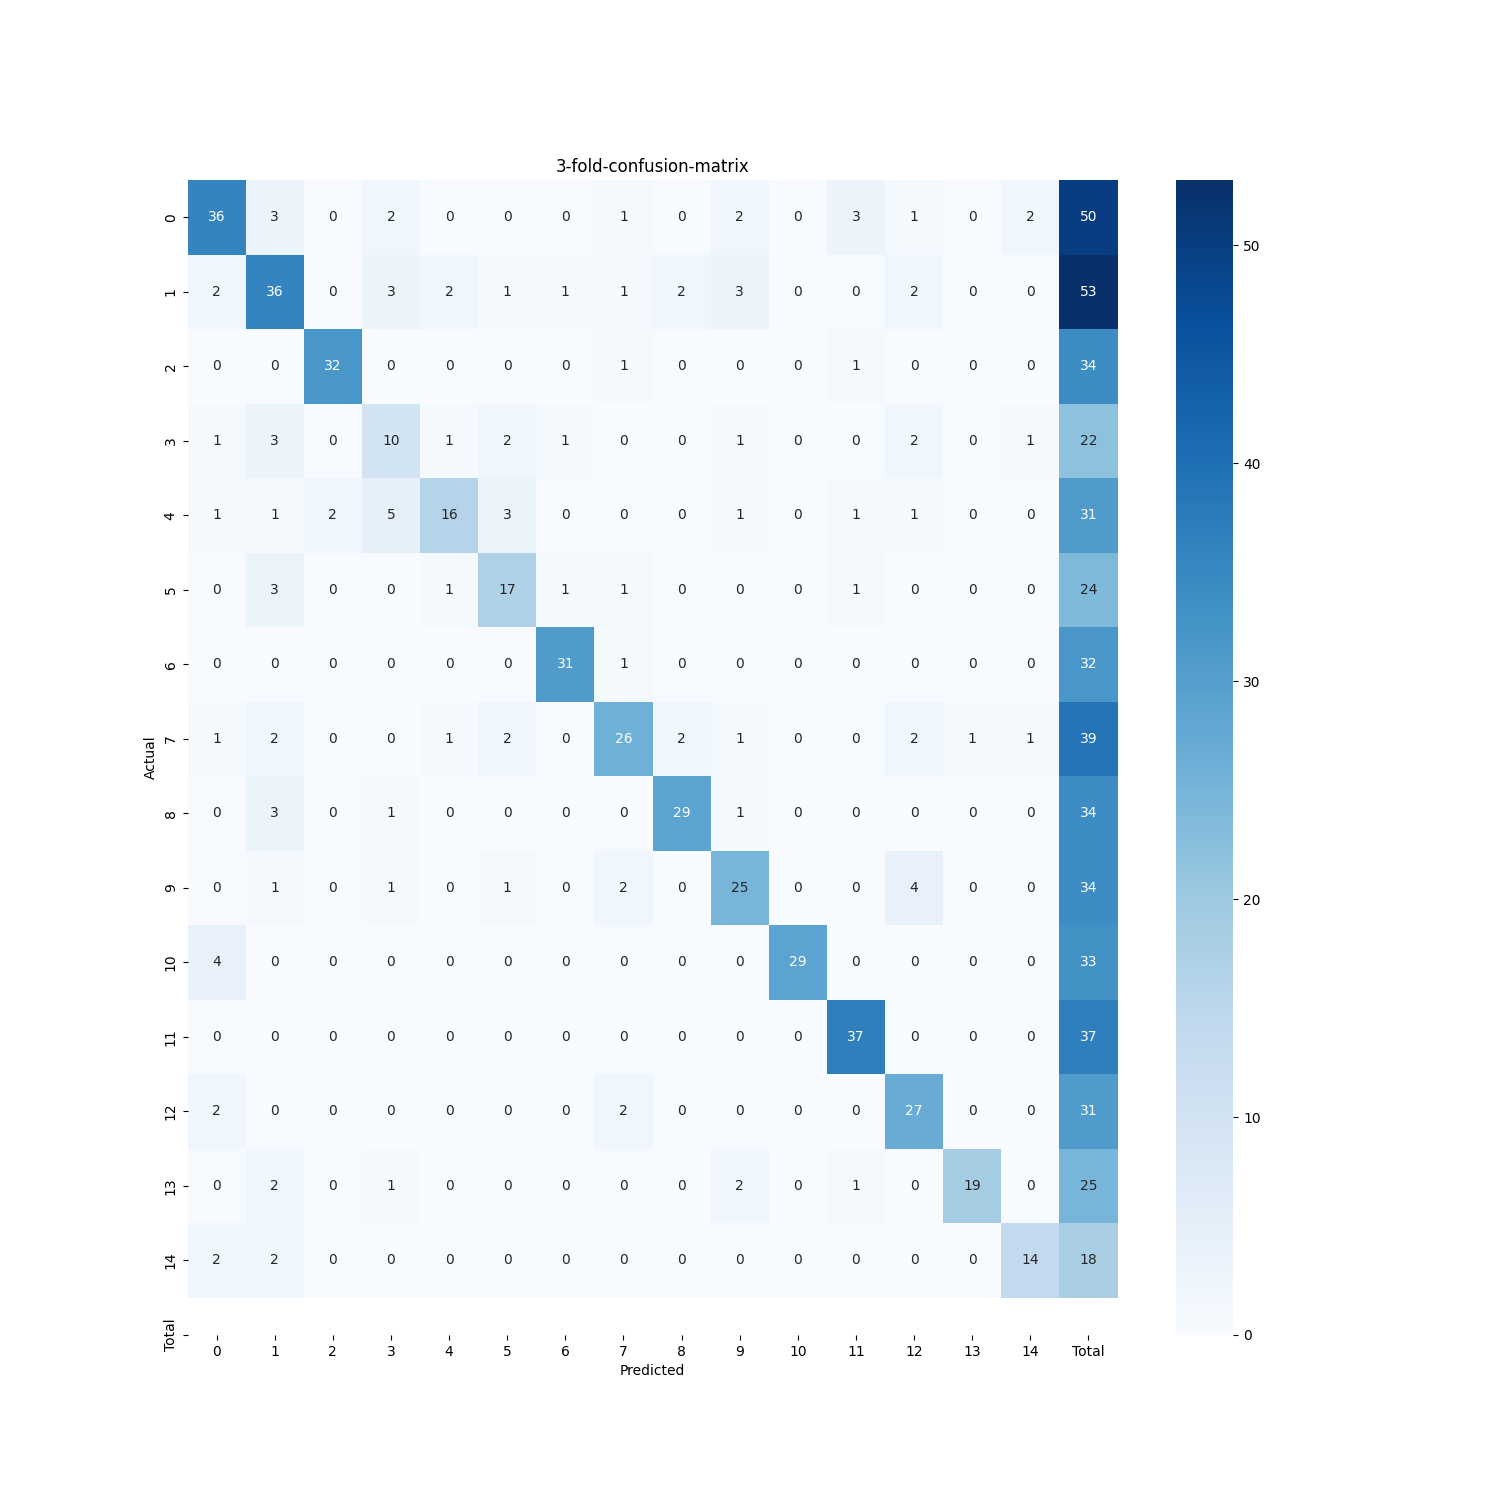 3-fold-confusion-matrix
0 36 3 0 2 0 0 0 1 0 2 0 3 1 0 2 50
1 2 36 0 3 2 1 1 1 2 3 0 0 2 0 0 53
2 0 0 32 0 0 0 0 1 0 0 0 1 0 0 0 34
3 1 3 0 10 1 2 1 0 0 1 0 0 2 0 1 22
4 1 1 2 5 16 3 0 0 0 1 0 1 1 0 0 31
5 0 3 0 0 1 17 1 1 0 0 0 1 0 0 0 24
6 0 0 0 0 0 0 31 1 0 0 0 0 0 0 0 32
7 1 2 0 0 1 2 0 26 2 1 0 0 2 1 1 39
8 0 3 0 1 0 0 0 0 29 1 0 0 0 0 0 34
9 0 1 0 1 0 1 0 2 0 25 0 0 4 0 0 34
10 4 0 0 0 0 0 0 0 0 0 29 0 0 0 0 33
11 0 0 0 0 0 0 0 0 0 0 0 37 0 0 0 37
12 2 0 0 0 0 0 0 2 0 0 0 0 27 0 0 31
13 0 2 0 1 0 0 0 0 0 2 0 1 0 19 0 25
14 2 2 0 0 0 0 0 0 0 0 0 0 0 0 14 18
Total
0 1 2 3 4 5 6 7 8 9 10 11 12 13 14 Total
Predicted
Actual
50
40
30
20
10
0